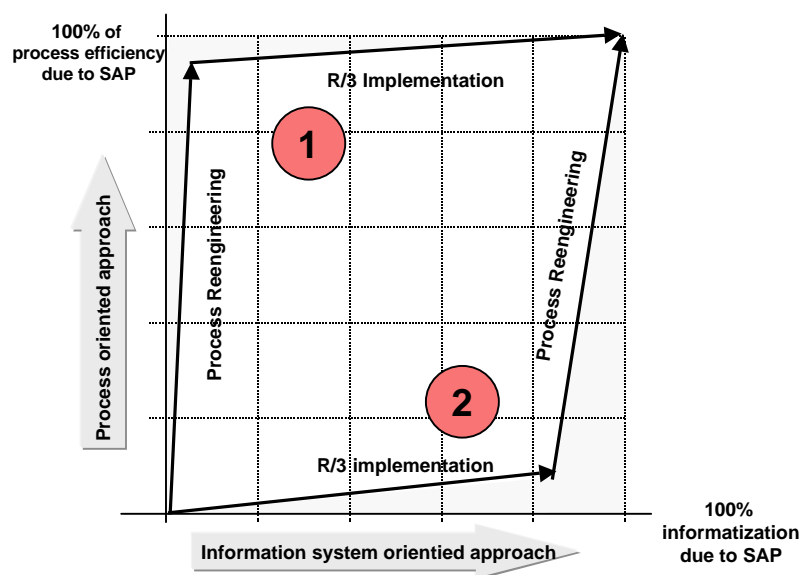 100% of
process efficiency
due to SAP
R/3 Implementation
1
Process Reengineering
Process Reengineering
Process oriented approach
2
R/3 implementation
100%
informatization
due to SAP
Information system orientied approach